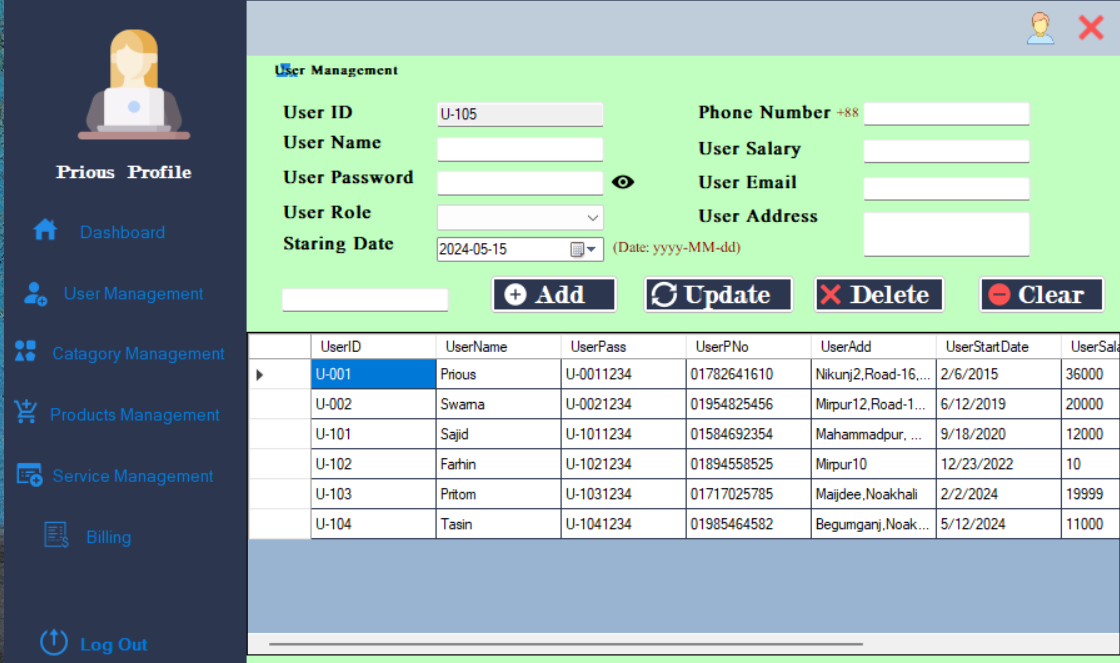 User Management
User ID U-105 Phone Number +88
User Name User Salary
User Password User Email
User Role User Address
Staring Date 2024-05-15 (Date: yyyy-MM-dd)
Add Update Delete Clear
Prious Profile
Dashboard
User Management
Catagory Management
Products Management
Service Management
Billing
Log Out
UserID UserName UserPass UserPNo UserAdd UserStartDate UserSala
U-001 Prious U-0011234 01782641610 Nikunj2,Road-16,... 2/6/2015 36000
U-002 Swarna U-0021234 01954825456 Mirpur12,Road-1... 6/12/2019 20000
U-101 Sajid U-1011234 01584692354 Mahammadpur, ... 9/18/2020 12000
U-102 Farhin U-1021234 01894558525 Mirpur10 12/23/2022 10
U-103 Pritom U-1031234 01717025785 Maijdee,Noakhali 2/2/2024 19999
U-104 Tasin U-1041234 01985464582 Begumganj,Noak... 5/12/2024 11000